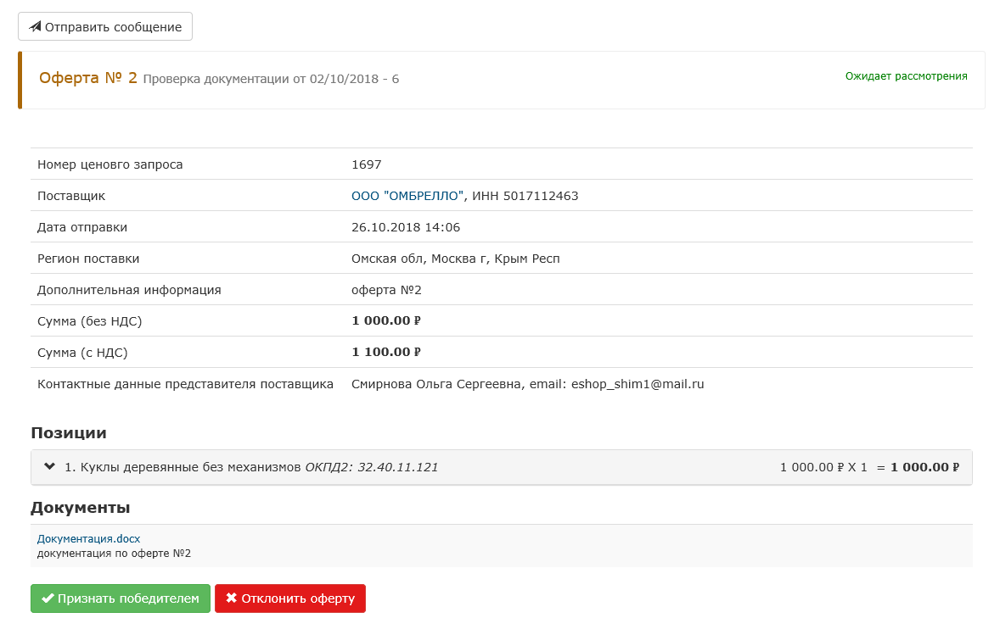 Отправить сообщение
Оферта № 2 Проверка документации от 02/10/2018 - 6 Ожидает рассмотрения
Номер ценовго запроса 1697
Поставщик ООО "ОМБРЕЛЛО", ИНН 5017112463
Дата отправки 26.10.2018 14:06
Регион поставки Омская обл, Москва г, Крым Респ
Дополнительная информация оферта №2
Сумма (без НДС) 1 000.00 ₽
Сумма (с НДС) 1 100.00 ₽
Контактные данные представителя поставщика Смирнова Ольга Сергеевна, email: eshop_shim1@mail.ru
Позиции
1. Куклы деревянные без механизмов ОКПД2: 32.40.11.121 1 000.00 ₽ X 1 = 1 000.00 ₽
Документы
Документация.docx
документация по оферте №2
Признать победителем Отклонить оферту